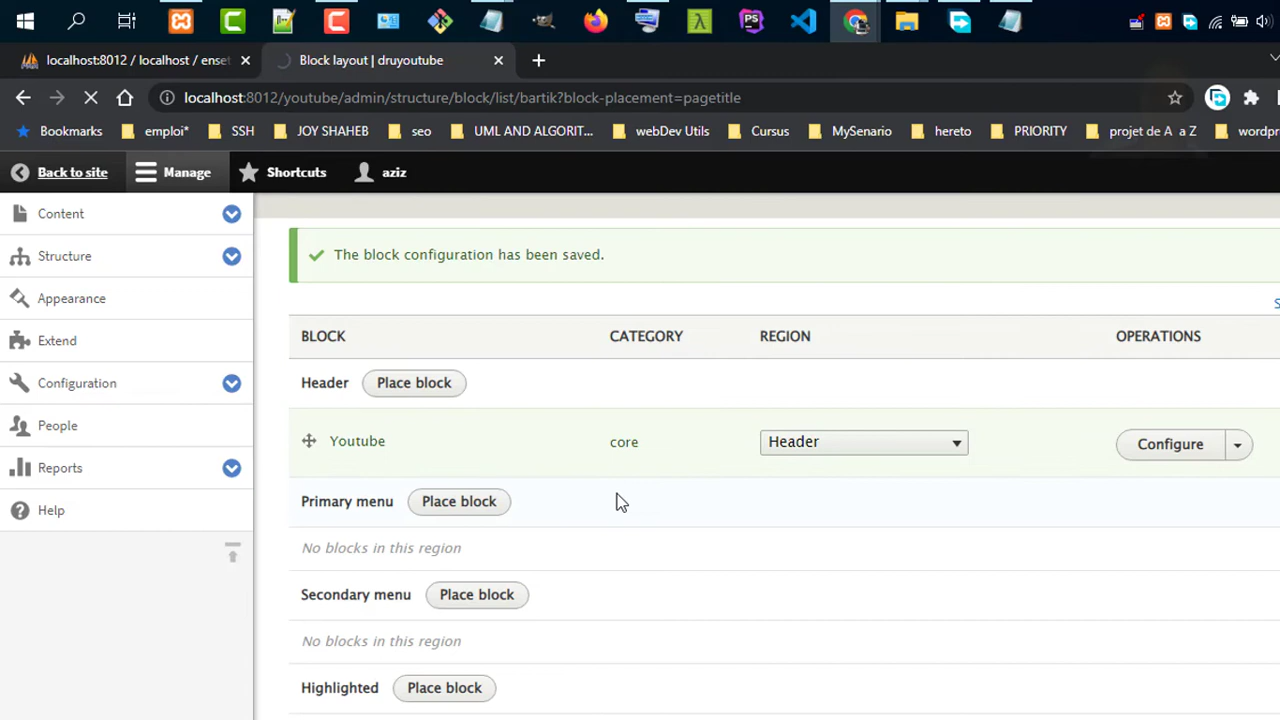 localhost:8012 / localhost / enset
Block layout | druyoutube
localhost:8012/youtube/admin/structure/block/list/bartik?block-placement=pagetitle
Bookmarks emploi* SSH JOY SHAHEB seo UML AND ALGORIT... webDev Utils Cursus MySenario hereto PRIORITY projet de A a Z wordpr
Back to site Manage Shortcuts aziz
Content
Structure
Appearance
Extend
Configuration
People
Reports
Help
The block configuration has been saved.
BLOCK CATEGORY REGION OPERATIONS
Header Place block
Youtube core Header Configure
Primary menu Place block
No blocks in this region
Secondary menu Place block
No blocks in this region
Highlighted Place block